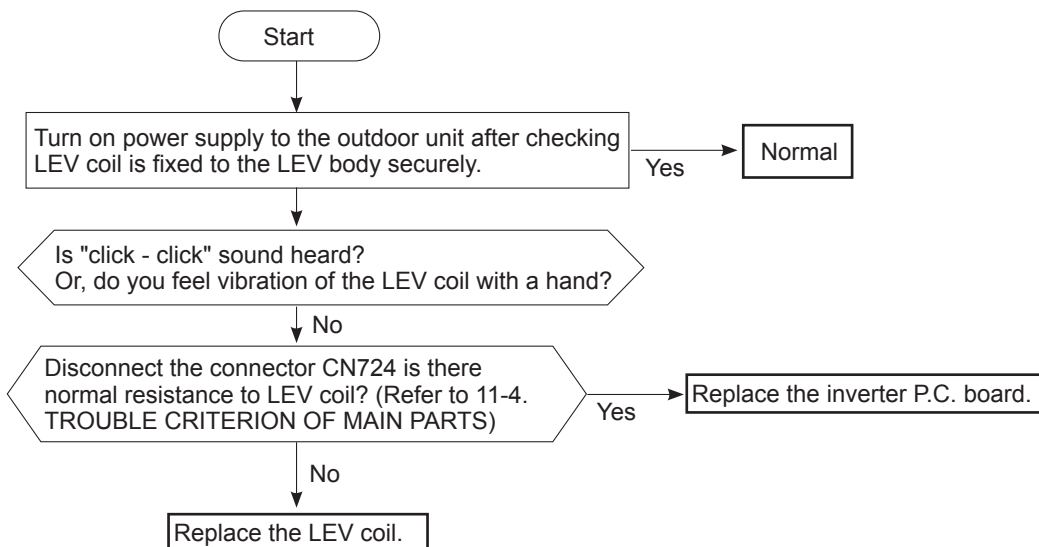 Start
Turn on power supply to the outdoor unit after checking
LEV coil is fixed to the LEV body securely.
Yes
Normal
Is "click - click" sound heard?
Or, do you feel vibration of the LEV coil with a hand?
No
Disconnect the connector CN724 is there
normal resistance to LEV coil? (Refer to 11-4.
TROUBLE CRITERION OF MAIN PARTS)
Yes
Replace the inverter P.C. board.
No
Replace the LEV coil.